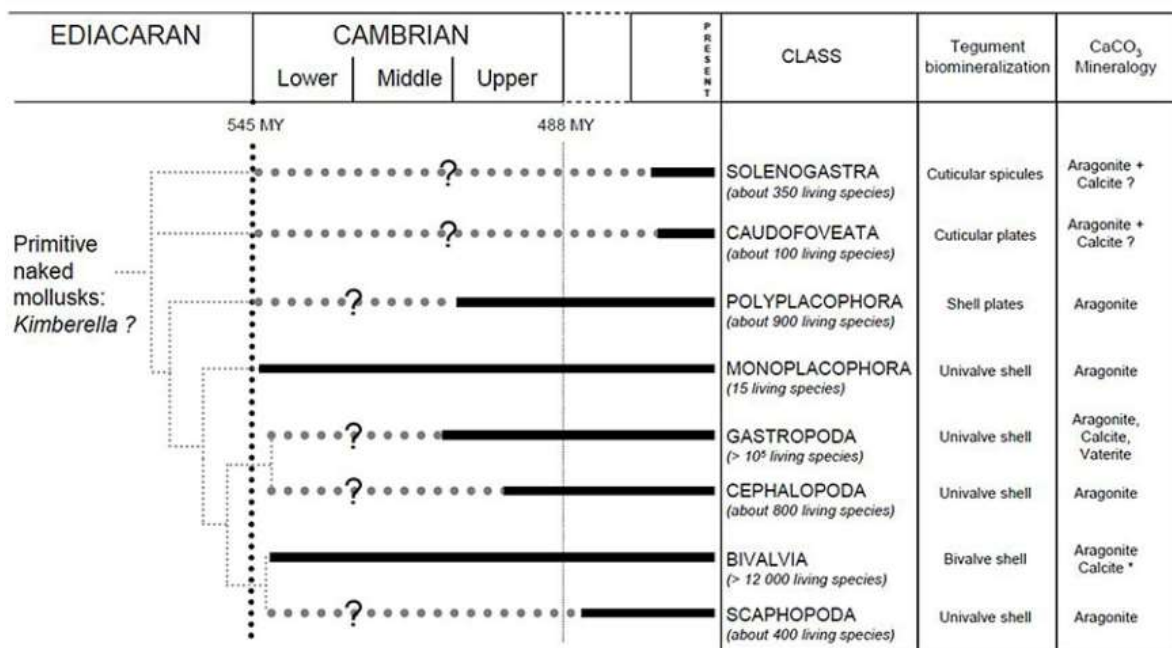 EDIACARAN CAMBRIAN PRESENT CLASS Tegument biomineralization CaCO₃ Mineralogy
Lower Middle Upper
545 MY 488 MY
? SOLENOGASTRA Cuticular spicules Aragonite +
(about 350 living species) Calcite ?
? CAUDOFOVEATA Cuticular plates Aragonite +
(about 100 living species) Calcite ?
Primitive
naked
mollusks:
Kimberella ?
? POLYPLACOPHORA Shell plates Aragonite
(about 900 living species)
MONOPLACOPHORA Univalve shell Aragonite
(15 living species)
? GASTROPODA Univalve shell Aragonite,
Calcite,
(> 10⁵ living species) Vaterite
? CEPHALOPODA Univalve shell Aragonite
(about 800 living species)
BIVALVIA Bivalve shell Aragonite
(> 12 000 living species) Calcite *
? SCAPHOPODA Univalve shell Aragonite
(about 400 living species)